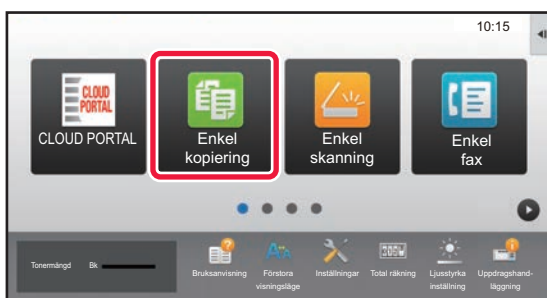 10:15
CLOUD
PORTAL
CLOUD PORTAL
Enkel
kopiering
Enkel
skanning
Enkel
fax
Tonermängd Bk
Bruksanvisning
Förstora
visningsläge
Inställningar
Total räkning
Ljusstyrka
inställning
Uppdragshand-
läggning